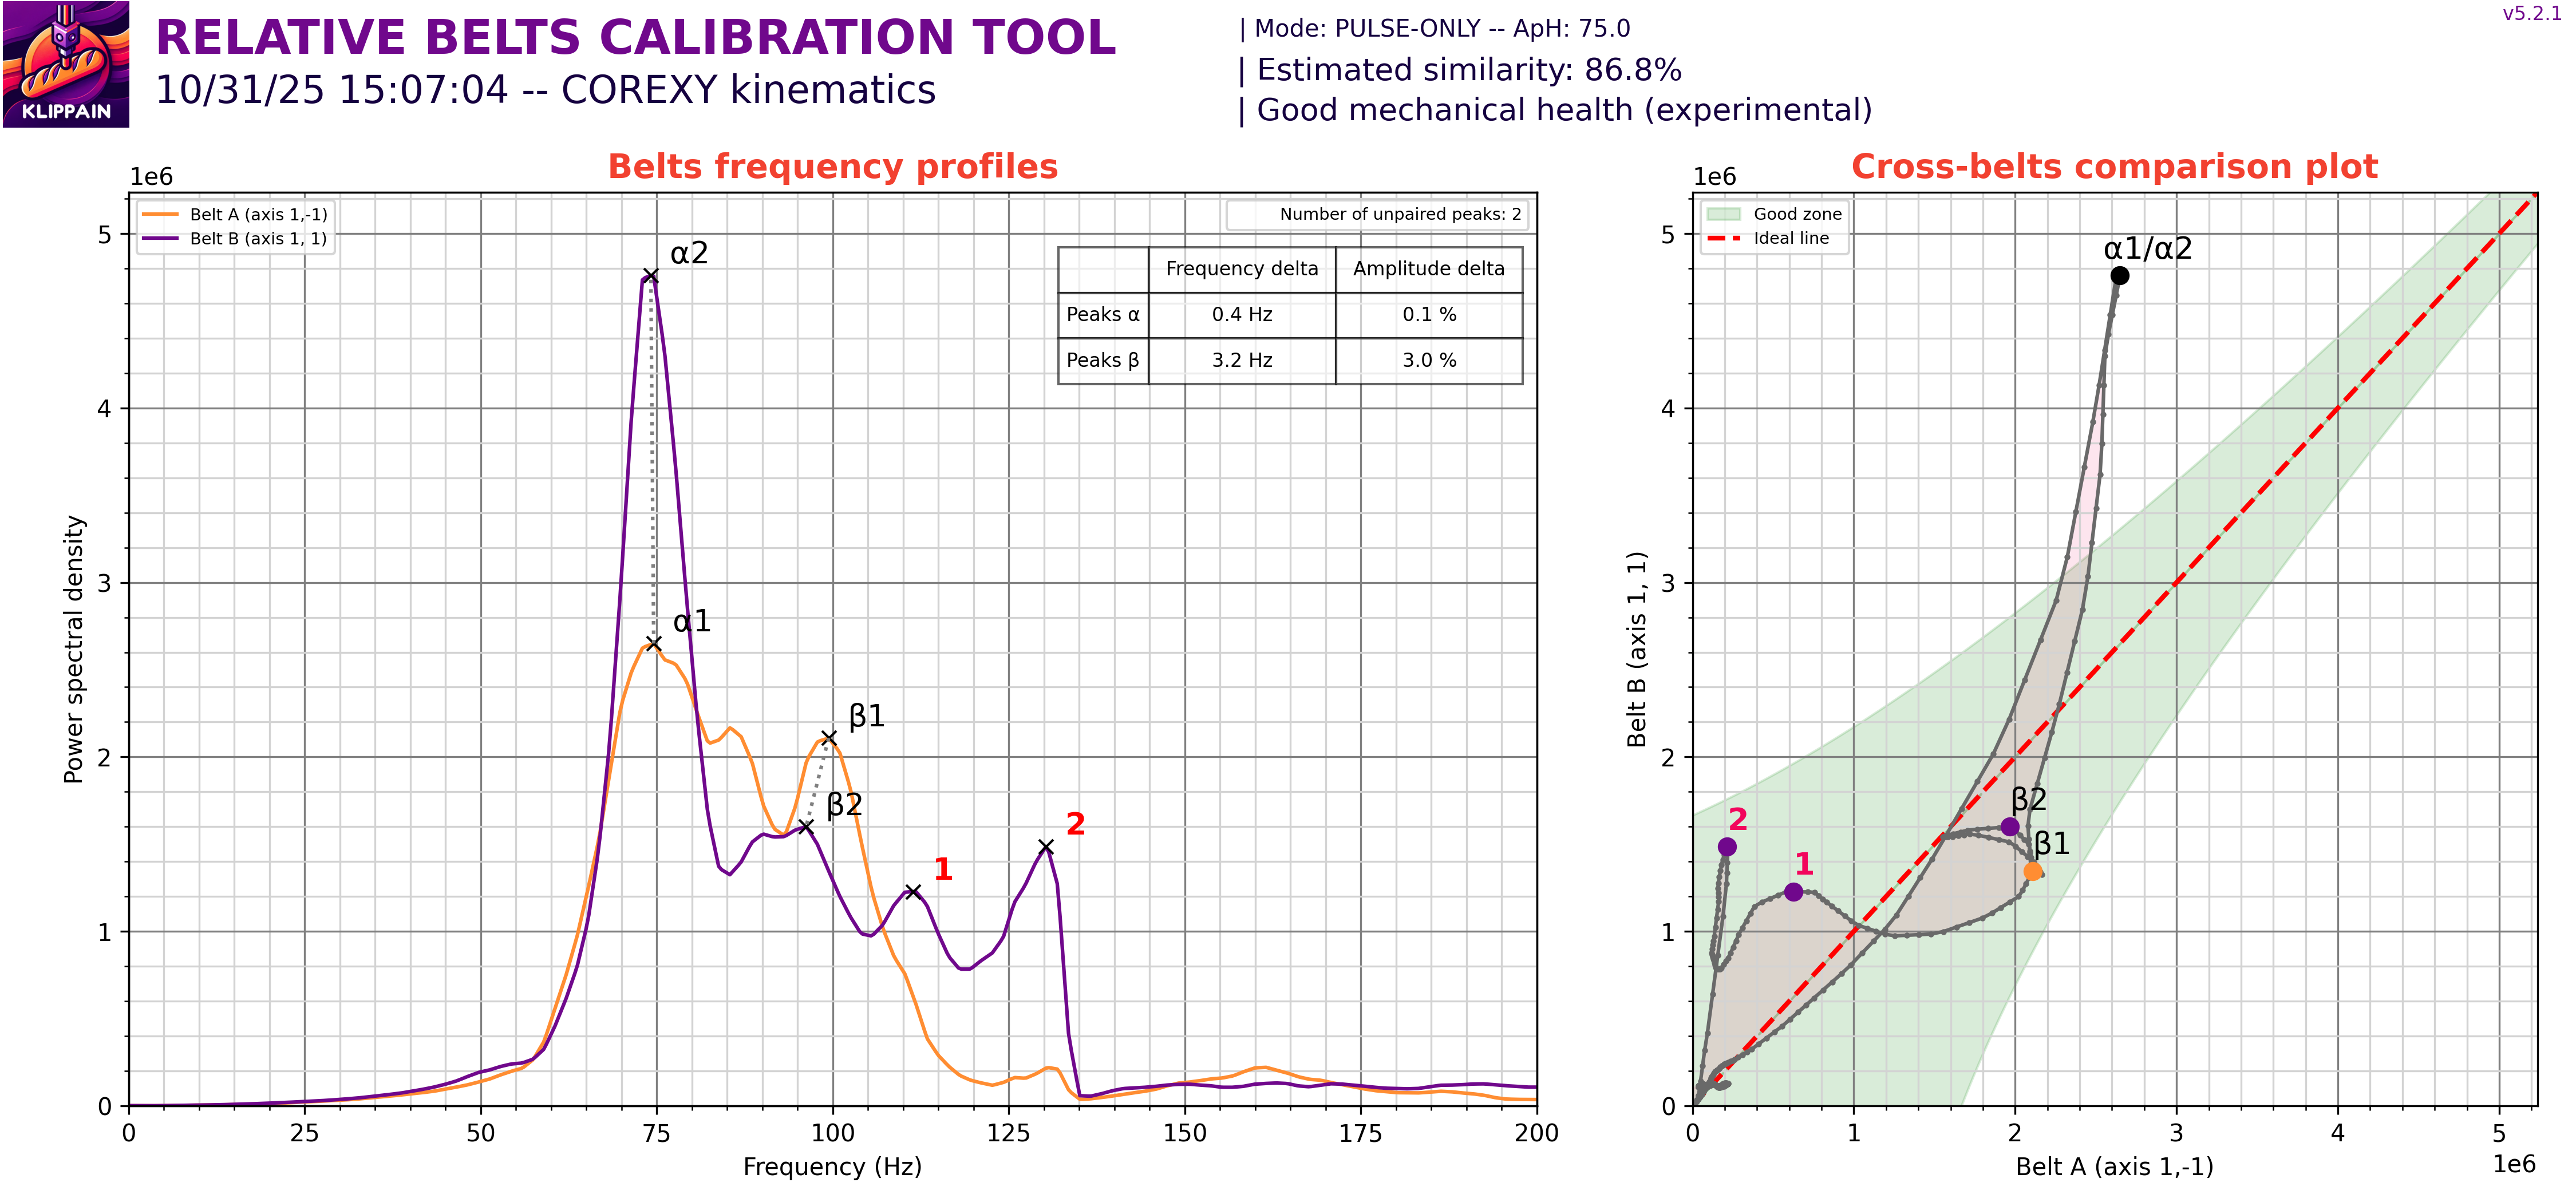 KLIPPAIN
RELATIVE BELTS CALIBRATION TOOL
10/31/25 15:07:04 -- COREXY kinematics
| Mode: PULSE-ONLY -- ApH: 75.0
| Estimated similarity: 86.8%
| Good mechanical health (experimental)
v5.2.1
Belts frequency profiles
1e6
Belt A (axis 1,-1)
Belt B (axis 1, 1)
Number of unpaired peaks: 2
Frequency delta Amplitude delta
Peaks α 0.4 Hz 0.1 %
Peaks β 3.2 Hz 3.0 %
α2
α1
β1
β2
1
2
5
4
3
2
1
0
Power spectral density
0 25 50 75 100 125 150 175 200
Frequency (Hz)
Cross-belts comparison plot
1e6
Good zone
Ideal line
α1/α2
β2
β1
2
1
5
4
3
2
1
0
Belt B (axis 1, 1)
0 1 2 3 4 5
Belt A (axis 1,-1)
1e6